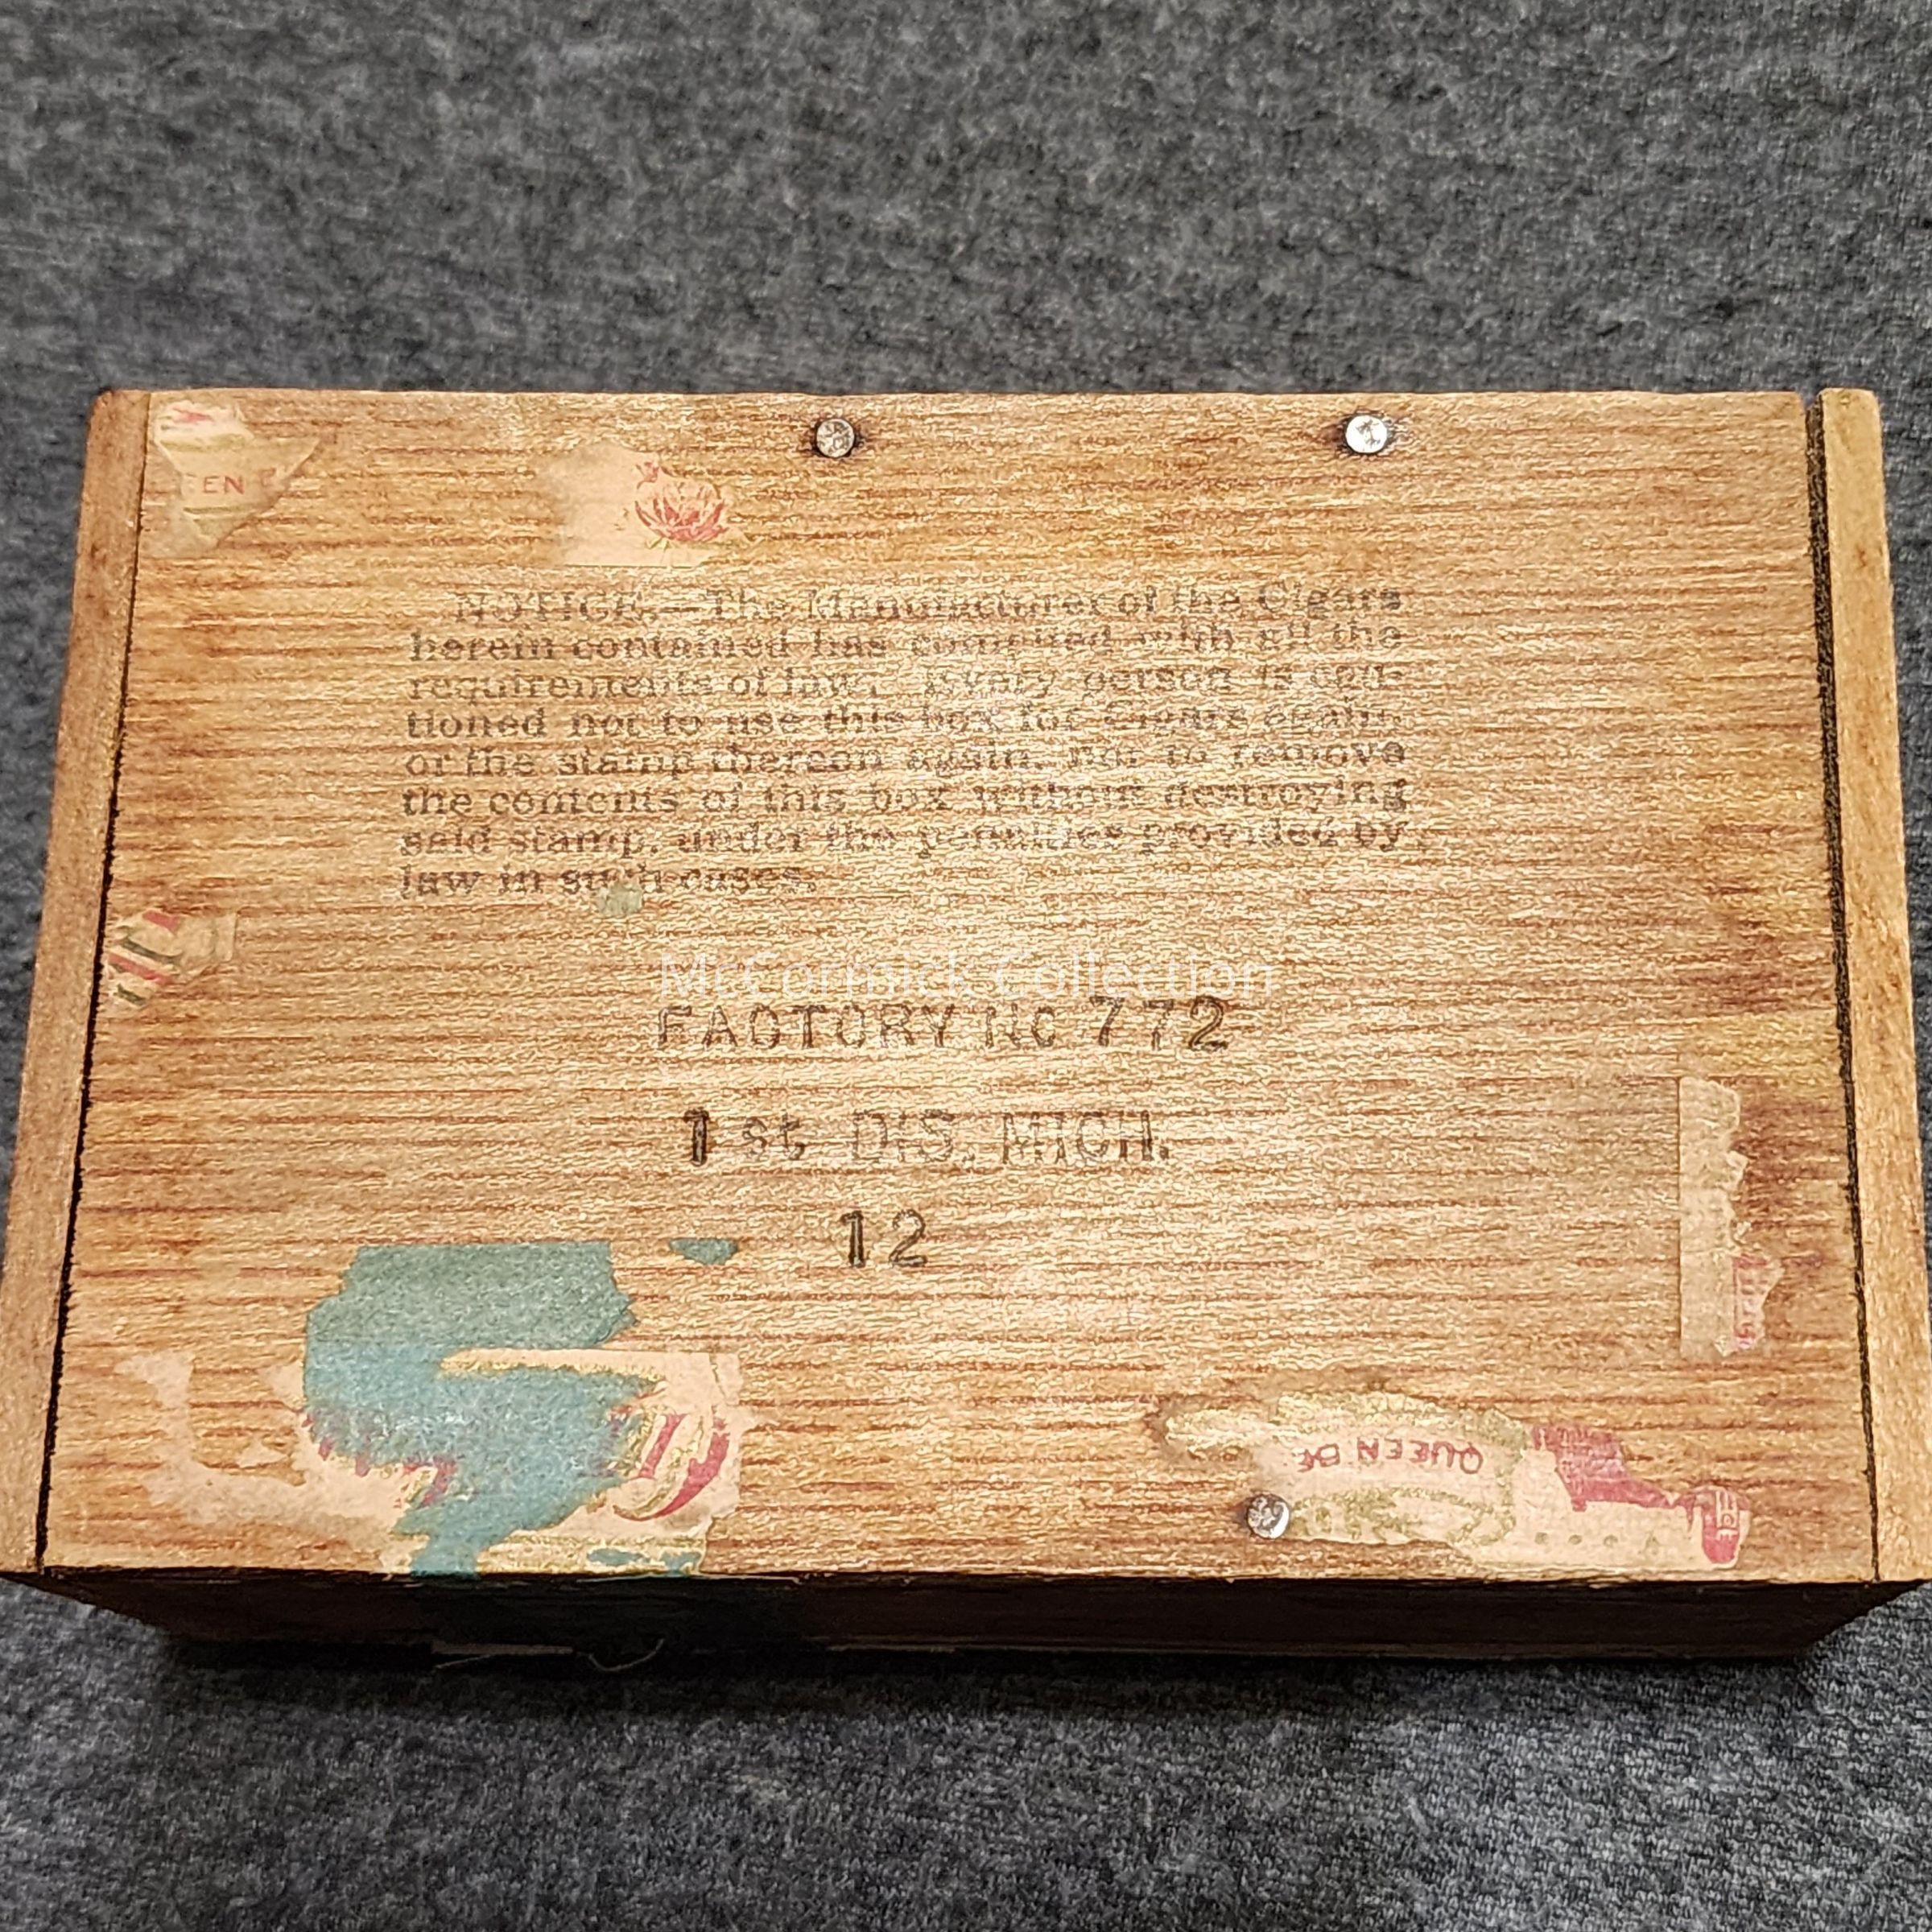 EN
NOTICE.—The Manufacturer of the Cigars
herein contained has complied with all the
requirements of law. Every person is cau-
tioned not to use this box for Cigars again,
or the stamp thereon again, nor to remove
the contents of this box without destroying
said stamp, under the penalties provided by
law in such cases.
McCormick Collection
FACTORY No 772
1st DIS. MICH.
12
QUEEN DE